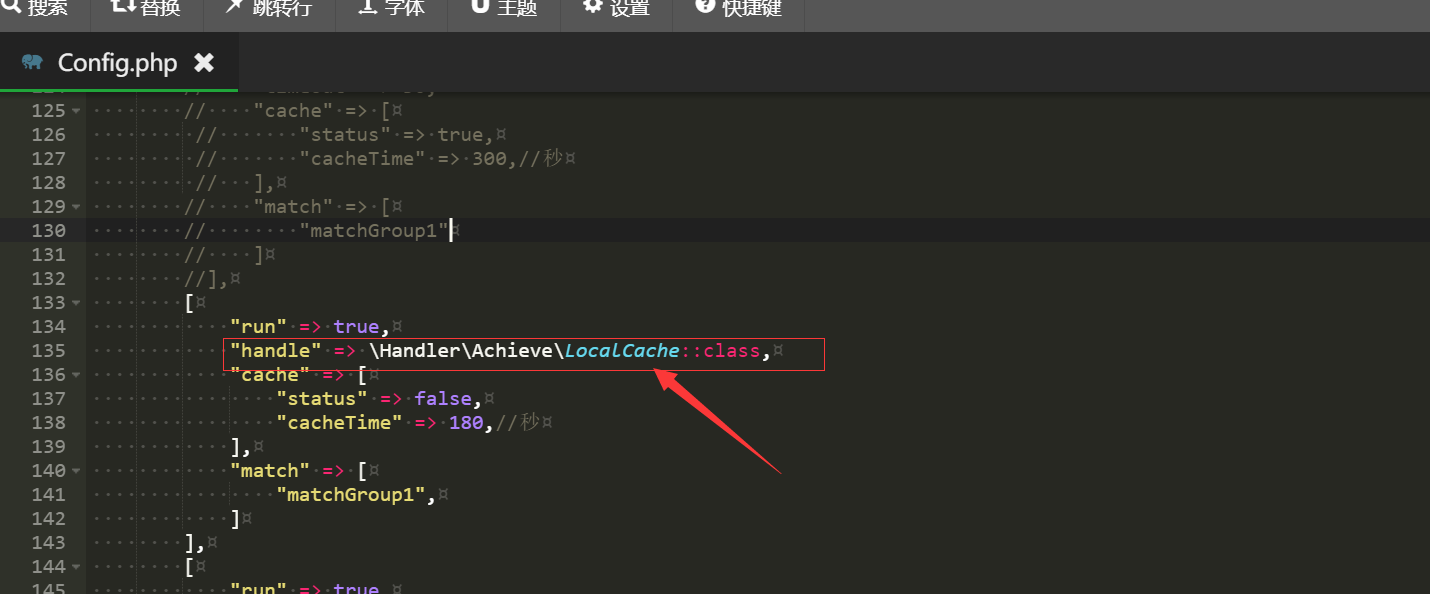 搜索 替换 跳转行 字体 主题 设置 快捷键
Config.php
125 // "cache" => [
126 // "status" => true,
127 // "cacheTime" => 300,//秒
128 // ],
129 // "match" => [
130 // "matchGroup1"
131 // ]
132 //],
133 [
134 "run" => true,
135 "handle" => \Handler\Achieve\LocalCache::class,
136 "cache" => [
137 "status" => false,
138 "cacheTime" => 180,//秒
139 ],
140 "match" => [
141 "matchGroup1",
142 ]
143 ],
144 [
145 "run" => true,